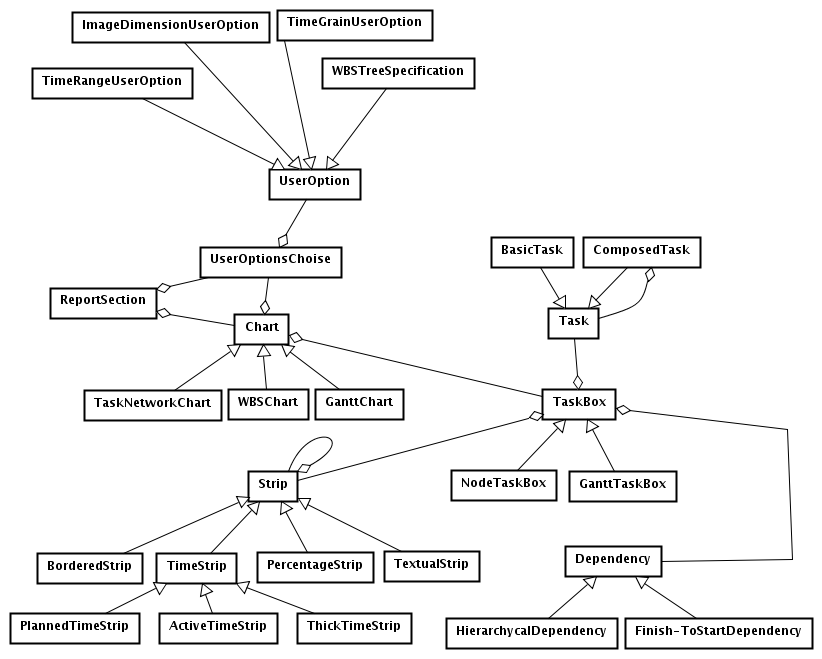 ImageDimensionUserOption
TimeGrainUserOption
TimeRangeUserOption
WBSTreeSpecification
UserOption
UserOptionsChoise
BasicTask
ComposedTask
ReportSection
Chart
Task
TaskNetworkChart
WBSChart
GanttChart
TaskBox
Strip
NodeTaskBox
GanttTaskBox
BorderedStrip
TimeStrip
PercentageStrip
TextualStrip
Dependency
PlannedTimeStrip
ActiveTimeStrip
ThickTimeStrip
HierarchycalDependency
Finish-ToStartDependency